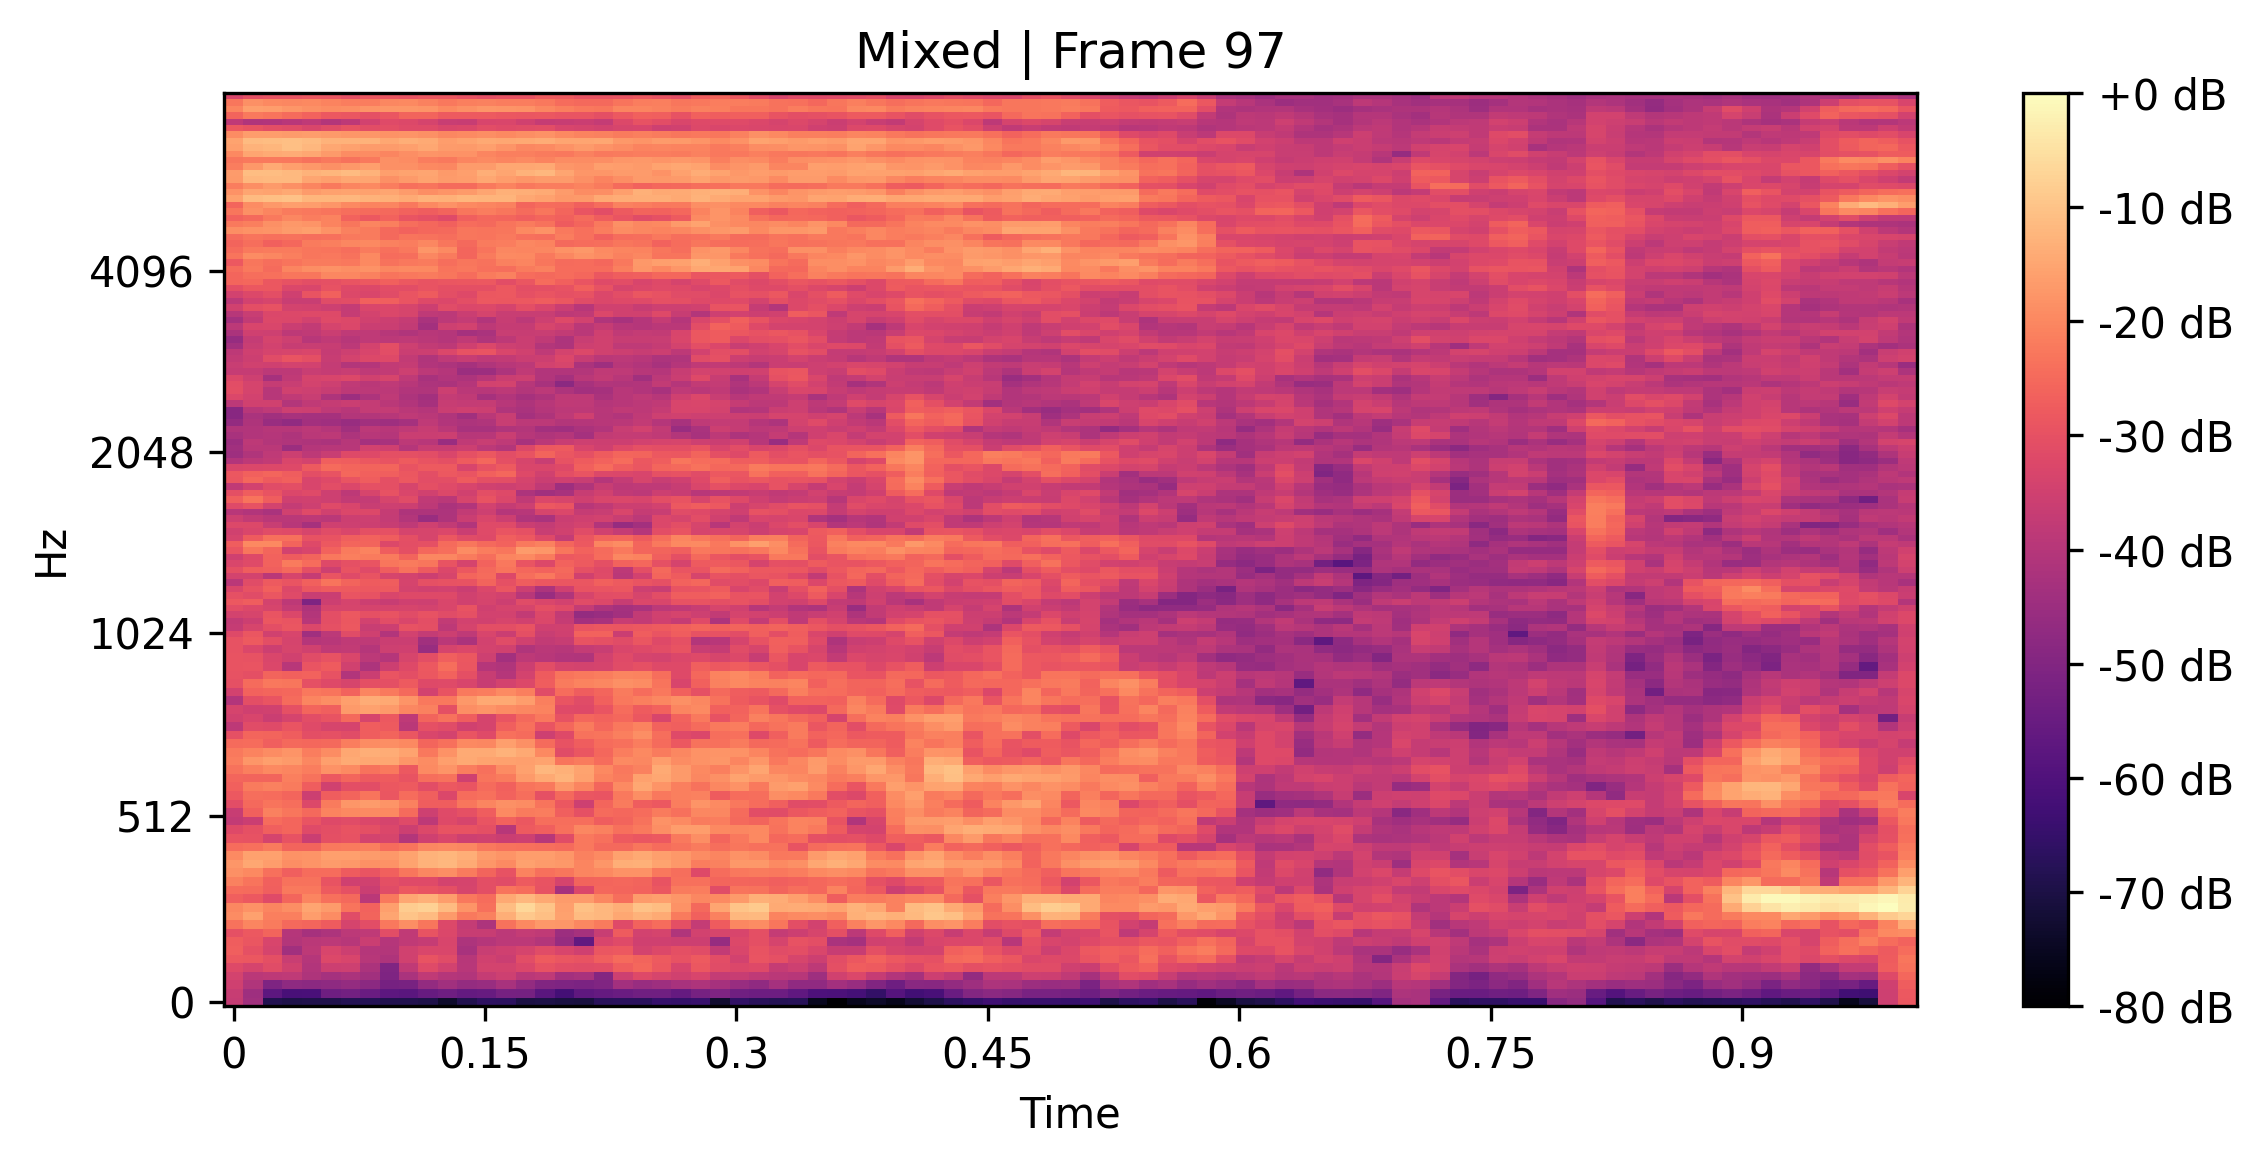 Mixed | Frame 97
Hz
4096
2048
1024
512
0
0 0.15 0.3 0.45 0.6 0.75 0.9
Time
+0 dB
-10 dB
-20 dB
-30 dB
-40 dB
-50 dB
-60 dB
-70 dB
-80 dB